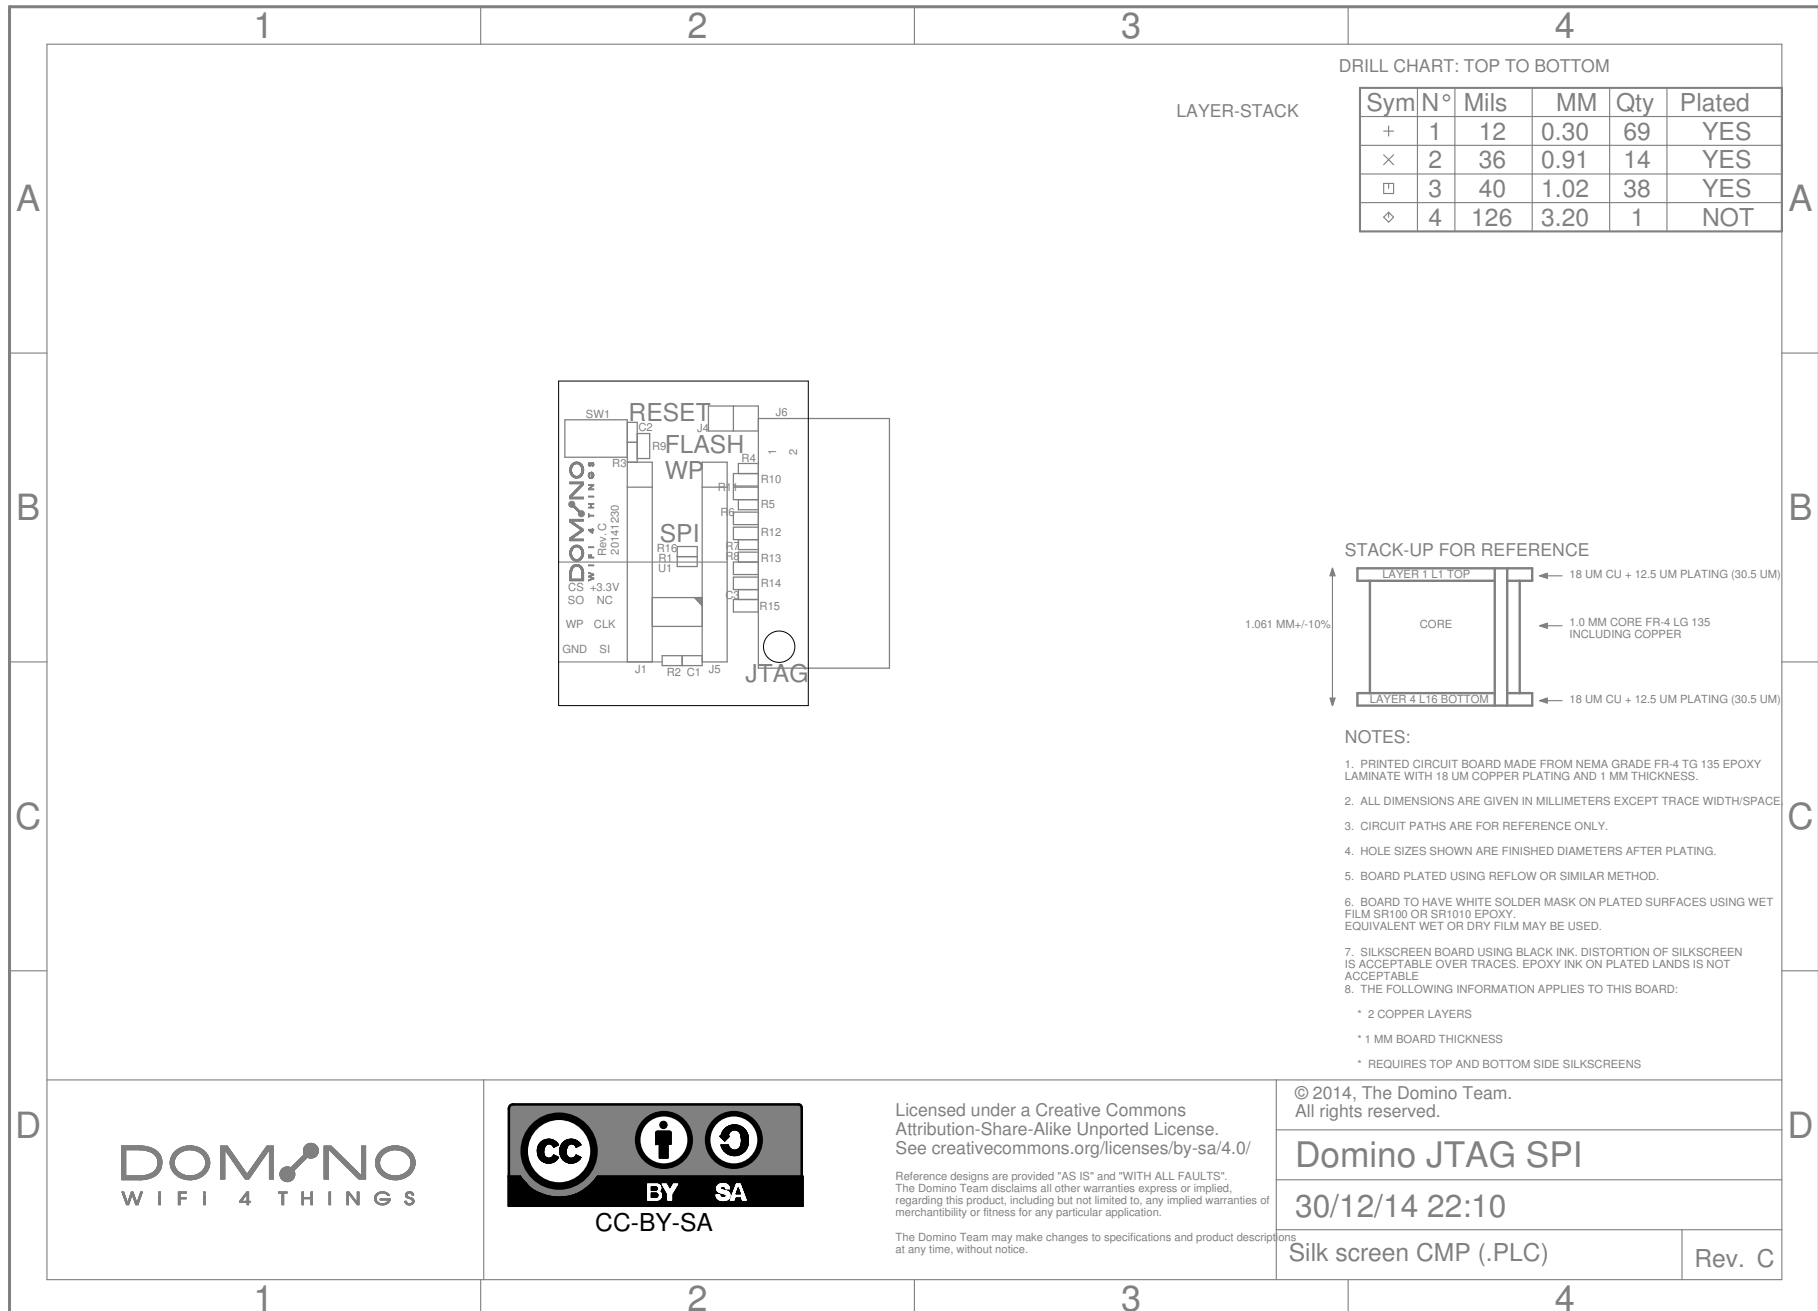 1 2 3 4
DRILL CHART: TOP TO BOTTOM
LAYER-STACK
Sym N° Mils MM Qty Plated
+ 1 12 0.30 69 YES
× 2 36 0.91 14 YES
3 40 1.02 38 YES
4 126 3.20 1 NOT
A A
SW1 RESET J4 J6
C2
R9 FLASH
R3 WP R4
1 2
R10
R11
R5
R6
SPI R12
R16 R7
R1 R8 R13
U1
R14
C3
R15
DOMINO
WIFI 4 THINGS
Rev. C
20141230
CS +3.3V
SO NC
WP CLK
GND SI
J1 R2 C1 J5 JTAG
B B
STACK-UP FOR REFERENCE
LAYER 1 L1 TOP 18 UM CU + 12.5 UM PLATING (30.5 UM)
1.061 MM+/-10% CORE 1.0 MM CORE FR-4 LG 135
INCLUDING COPPER
LAYER 4 L16 BOTTOM 18 UM CU + 12.5 UM PLATING (30.5 UM)
NOTES:
1. PRINTED CIRCUIT BOARD MADE FROM NEMA GRADE FR-4 TG 135 EPOXY
LAMINATE WITH 18 UM COPPER PLATING AND 1 MM THICKNESS.
2. ALL DIMENSIONS ARE GIVEN IN MILLIMETERS EXCEPT TRACE WIDTH/SPACE
C C
3. CIRCUIT PATHS ARE FOR REFERENCE ONLY.
4. HOLE SIZES SHOWN ARE FINISHED DIAMETERS AFTER PLATING.
5. BOARD PLATED USING REFLOW OR SIMILAR METHOD.
6. BOARD TO HAVE WHITE SOLDER MASK ON PLATED SURFACES USING WET
FILM SR100 OR SR1010 EPOXY.
EQUIVALENT WET OR DRY FILM MAY BE USED.
7. SILKSCREEN BOARD USING BLACK INK. DISTORTION OF SILKSCREEN
IS ACCEPTABLE OVER TRACES. EPOXY INK ON PLATED LANDS IS NOT
ACCEPTABLE
8. THE FOLLOWING INFORMATION APPLIES TO THIS BOARD:
* 2 COPPER LAYERS
* 1 MM BOARD THICKNESS
* REQUIRES TOP AND BOTTOM SIDE SILKSCREENS
D D
DOMINO
WIFI 4 THINGS
cc
BY SA
CC-BY-SA
Licensed under a Creative Commons
Attribution-Share-Alike Unported License.
See creativecommons.org/licenses/by-sa/4.0/
Reference designs are provided "AS IS" and "WITH ALL FAULTS".
The Domino Team disclaims all other warranties express or implied,
regarding this product, including but not limited to, any implied warranties of
merchantibility or fitness for any particular application.
The Domino Team may make changes to specifications and product descriptions
at any time, without notice.
© 2014, The Domino Team.
All rights reserved.
Domino JTAG SPI
30/12/14 22:10
Silk screen CMP (.PLC) Rev. C
1 2 3 4